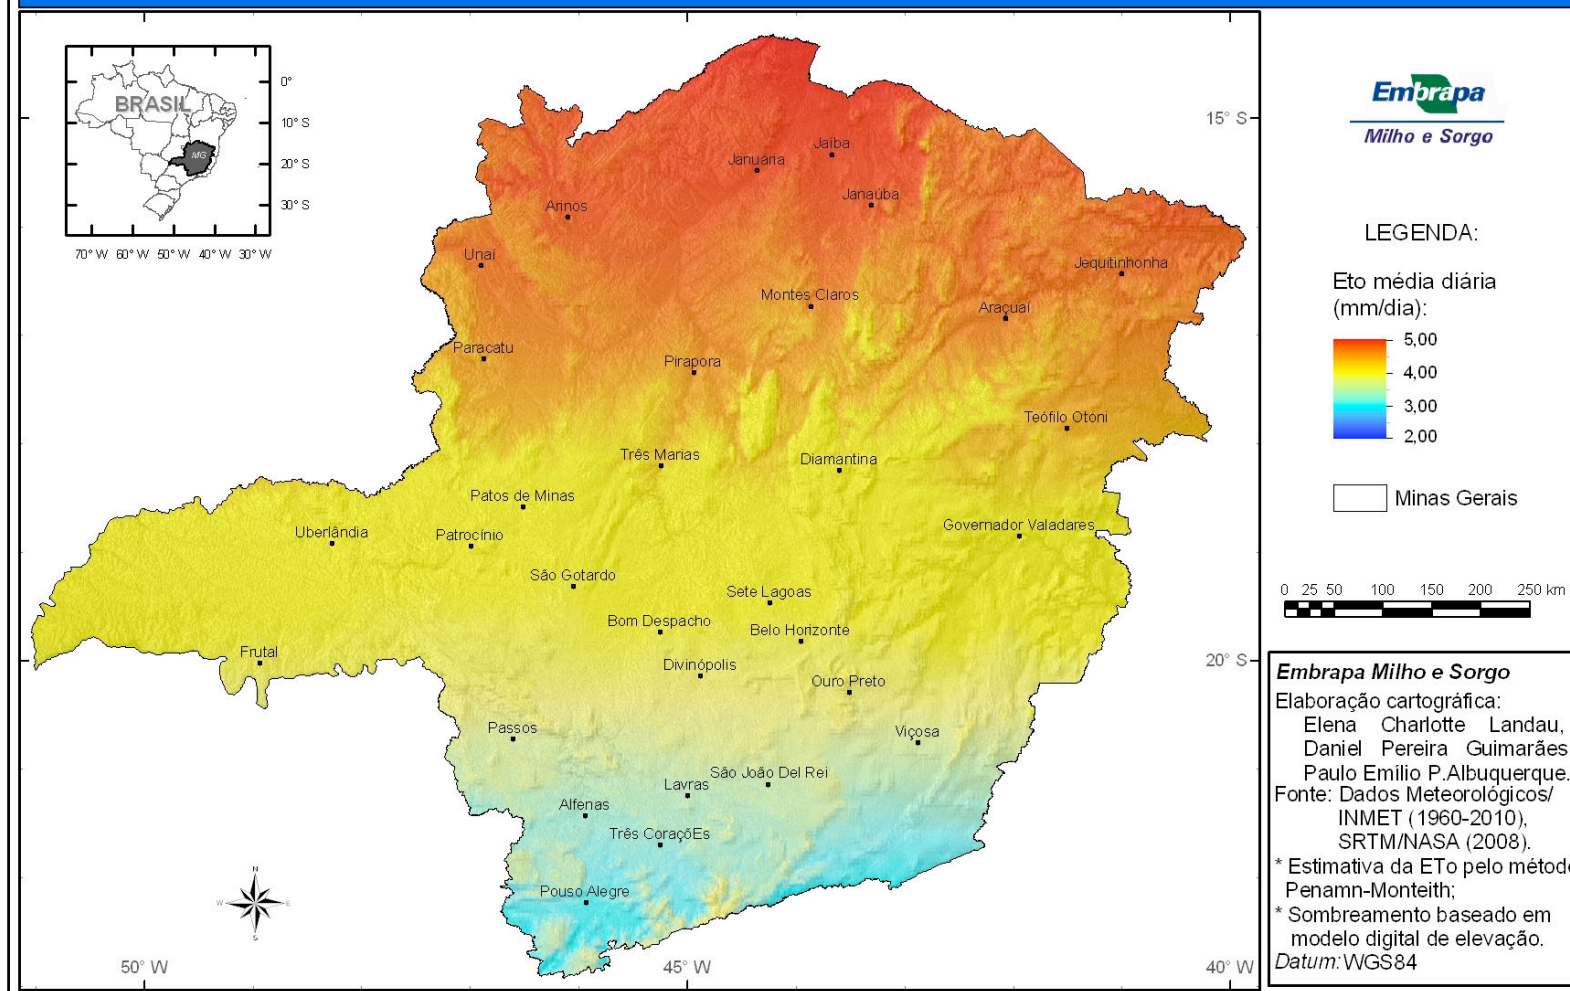 BRASIL
MG
0°
10° S
20° S
30° S
70° W 60° W 50° W 40° W 30° W
15° S
20° S
50° W
45° W
40° W
Jaíba
Januária
Janaúba
Arinos
Unaí
Jequitinhonha
Montes Claros
Araçuaí
Paracatu
Pirapora
Teófilo Otoni
Três Marias
Diamantina
Patos de Minas
Uberlândia
Patrocínio
Governador Valadares
São Gotardo
Sete Lagoas
Bom Despacho
Belo Horizonte
Frutal
Divinópolis
Ouro Preto
Passos
Viçosa
São João Del Rei
Lavras
Alfenas
Três CoraçõEs
Pouso Alegre
N
W
E
S
Embrapa
Milho e Sorgo
LEGENDA:
Eto média diária
(mm/dia):
5,00
4,00
3,00
2,00
Minas Gerais
0 25 50 100 150 200 250 km
Embrapa Milho e Sorgo
Elaboração cartográfica:
Elena Charlotte Landau,
Daniel Pereira Guimarães
Paulo Emílio P.Albuquerque.
Fonte: Dados Meteorológicos/
INMET (1960-2010),
SRTM/NASA (2008).
* Estimativa da ETo pelo método
Penamn-Monteith;
* Sombreamento baseado em
modelo digital de elevação.
Datum: WGS84